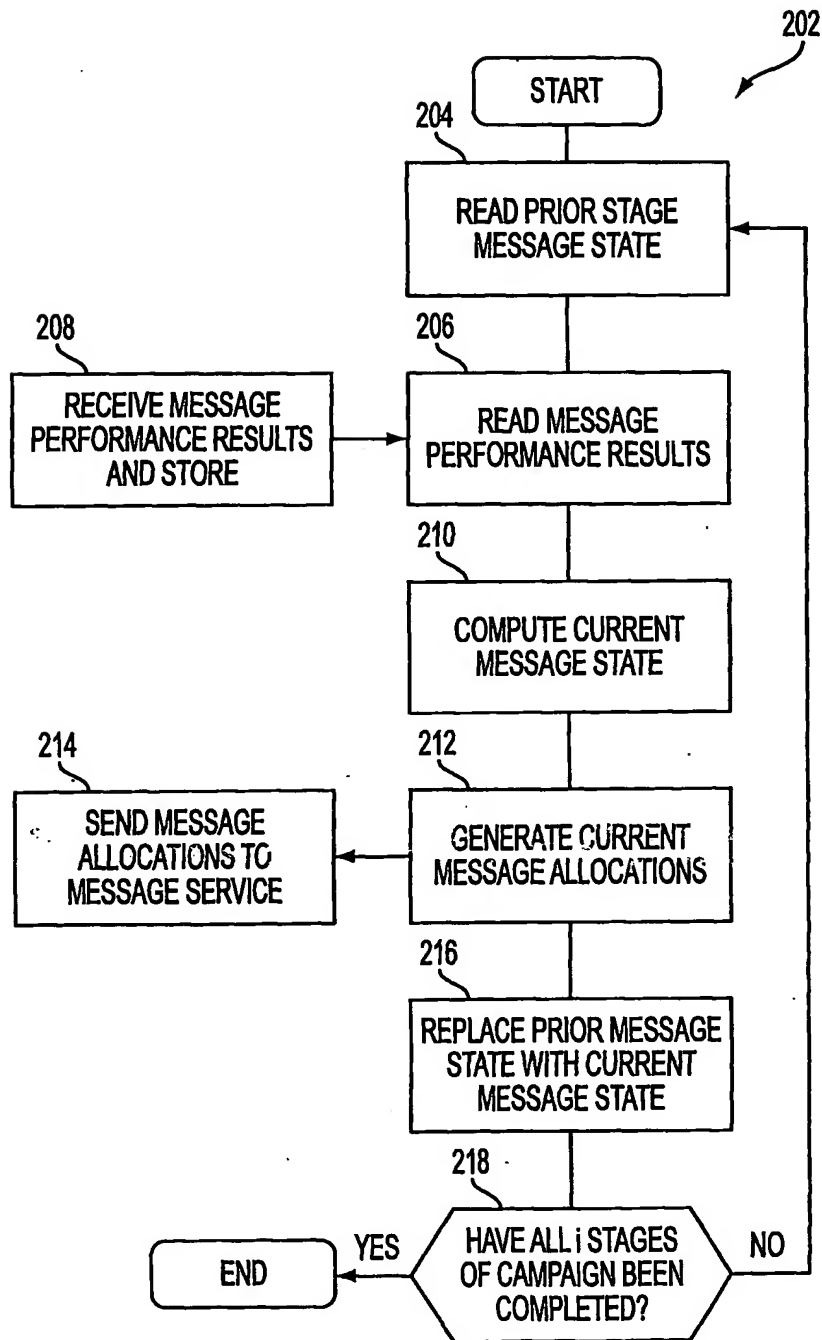 202
START
204
READ PRIOR STAGE
MESSAGE STATE
208
RECEIVE MESSAGE
PERFORMANCE RESULTS
AND STORE
206
READ MESSAGE
PERFORMANCE RESULTS
210
COMPUTE CURRENT
MESSAGE STATE
214
SEND MESSAGE
ALLOCATIONS TO
MESSAGE SERVICE
212
GENERATE CURRENT
MESSAGE ALLOCATIONS
216
REPLACE PRIOR MESSAGE
STATE WITH CURRENT
MESSAGE STATE
218
HAVE ALL i STAGES
OF CAMPAIGN BEEN
COMPLETED?
YES
NO
END